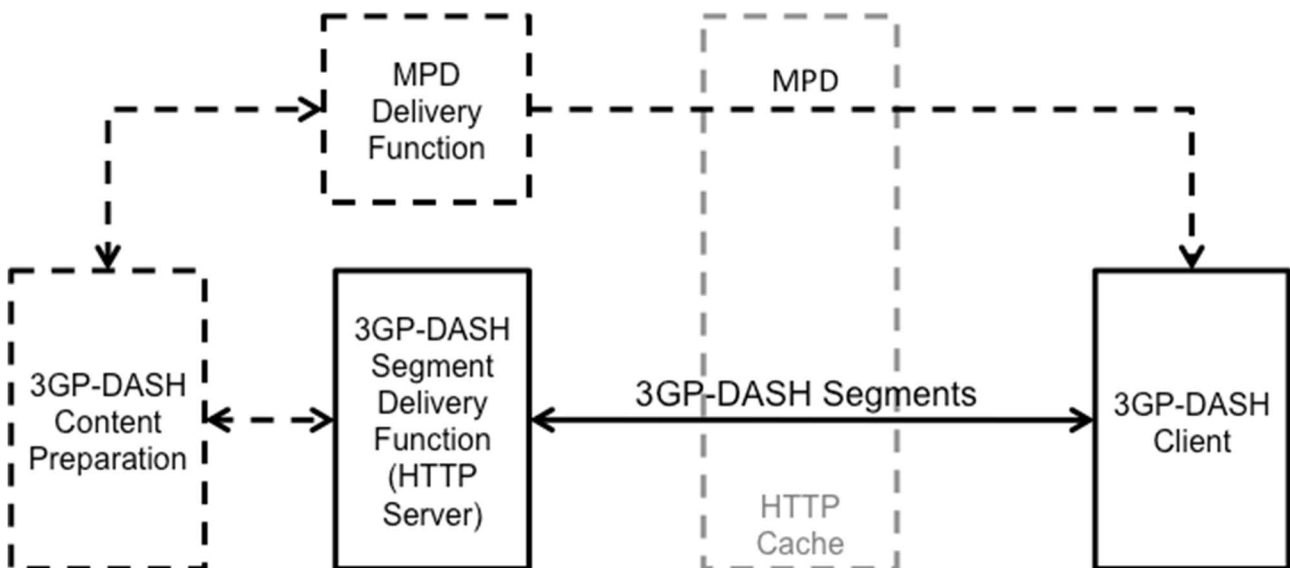 MPD
Delivery
Function
MPD
3GP-DASH
Content
Preparation
3GP-DASH
Segment
Delivery
Function
(HTTP
Server)
3GP-DASH Segments
HTTP
Cache
3GP-DASH
Client